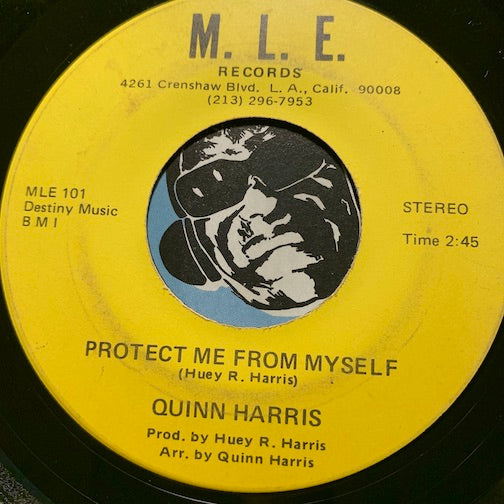 M. L. E.
RECORDS
4261 Crenshaw Blvd. L. A., Calif. 90008
(213) 296-7953
MLE 101
Destiny Music
B M I
STEREO
Time 2:45
PROTECT ME FROM MYSELF
(Huey R. Harris)
QUINN HARRIS
Prod. by Huey R. Harris
Arr. by Quinn Harris